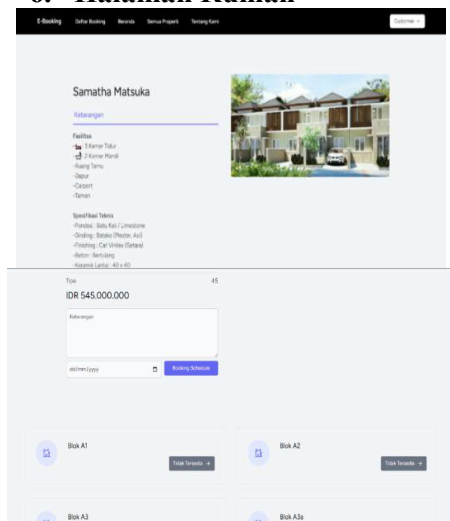 6. Halaman Rumah
E-Booking Daftar Booking Beranda Semua Properti Tentang Kami Customer
Samatha Matsuka
Keterangan
Fasilitas
- 3 Kamar Tidur
- 2 Kamar Mandi
-Ruang Tamu
-Dapur
-Carport
-Taman
Spesifikasi Teknis
-Pondasi : Batu Kali / Limestone
-Dinding : Batako (Plester, Aci)
-Finishing : Cat Vinilex (Setara)
-Beton : Bertulang
-Keramik Lantai : 40 x 40
Tipe 45
IDR 545.000.000
Keterangan
dd/mm/yyyy Booking Schedule
Blok A1 Blok A2
Tidak Tersedia → Tidak Tersedia →
Blok A3 Blok A3a